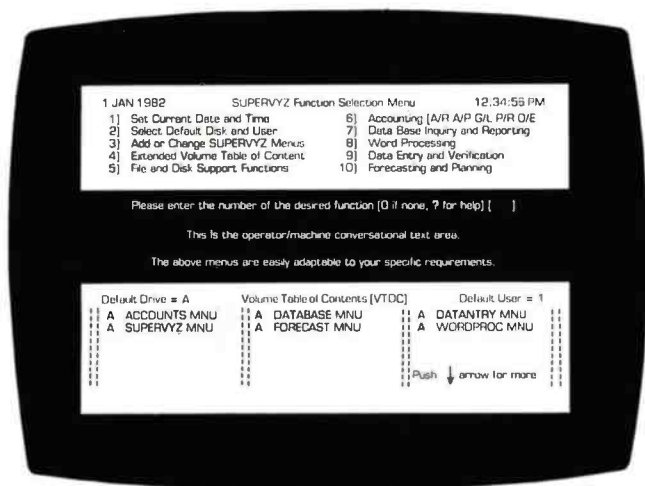 1 JAN 1982 SUPERVYZ Function Selection Menu 12:34:56 PM
1] Set Current Date and Time 6] Accounting [A/R A/P G/L P/R O/E
2] Select Default Disk and User 7] Data Base Inquiry and Reporting
3] Add or Change SUPERVYZ Menus 8] Word Processing
4] Extended Volume Table of Content 9] Data Entry and Verification
5] File and Disk Support Functions 10] Forecasting and Planning
Please enter the number of the desired function [0 if none, ? for help] [ ]
This is the operator/machine conversational text area.
The above menus are easily adaptable to your specific requirements.
Default Drive = A Volume Table of Contents [VTOC] Default User = 1
A ACCOUNTS MNU A DATABASE MNU A DATANTRY MNU
A SUPERVYZ MNU A FORECAST MNU A WORDPROC MNU
Push ↓ arrow for more